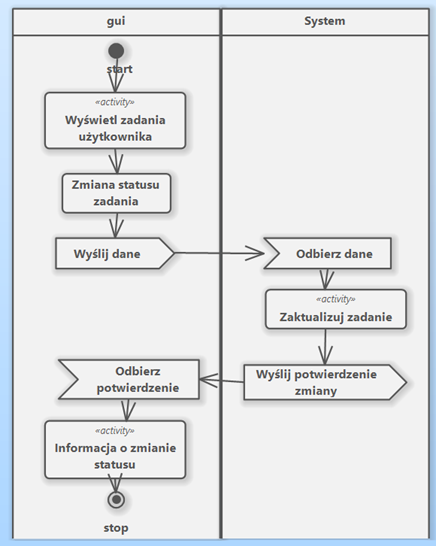 gui
System
start
«activity»
Wyświetl zadania
użytkownika
Zmiana statusu
zadania
Wyślij dane
Odbierz dane
«activity»
Zaktualizuj zadanie
Wyślij potwierdzenie
zmiany
Odbierz
potwierdzenie
«activity»
Informacja o zmianie
statusu
stop